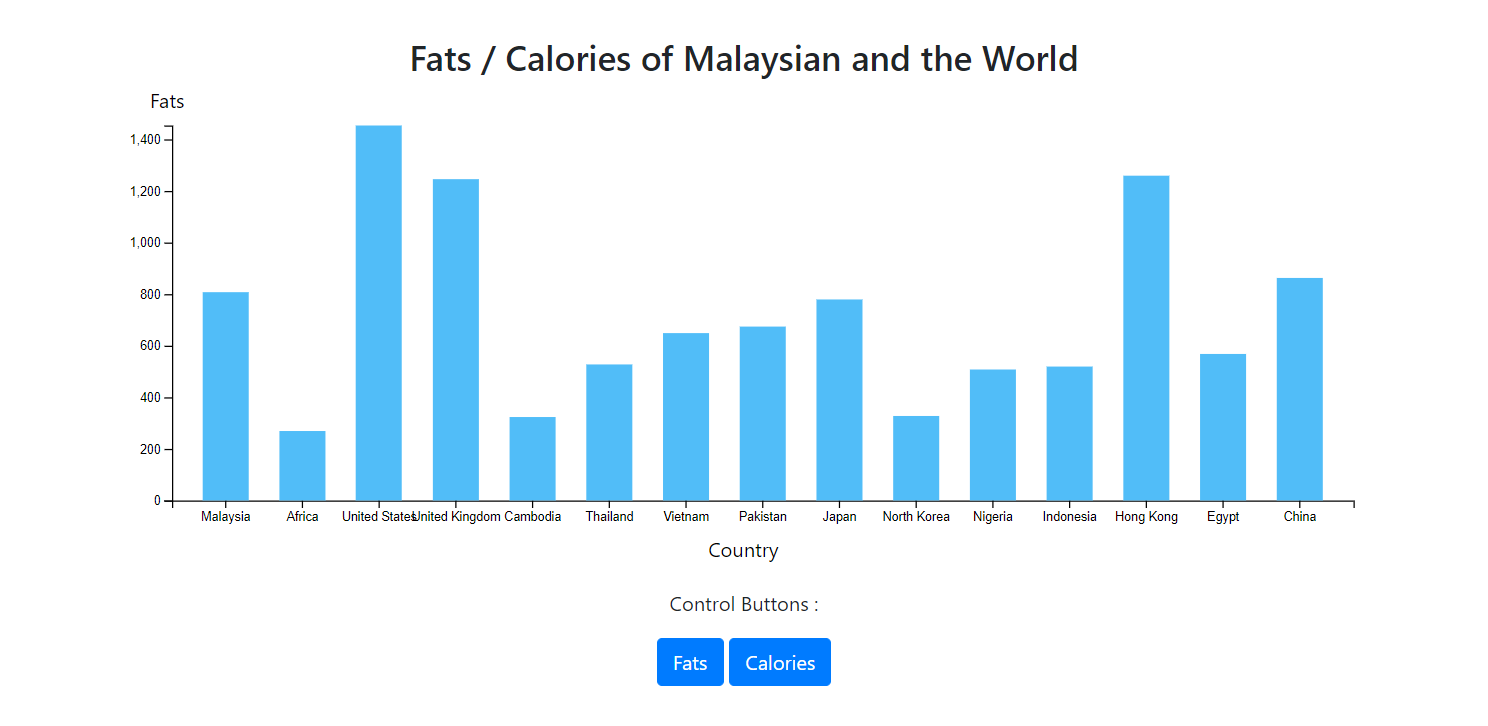 Fats / Calories of Malaysian and the World
Fats
1,400
1,200
1,000
800
600
400
200
0
Malaysia Africa United States United Kingdom Cambodia Thailand Vietnam Pakistan Japan North Korea Nigeria Indonesia Hong Kong Egypt China
Country
Control Buttons :
Fats Calories